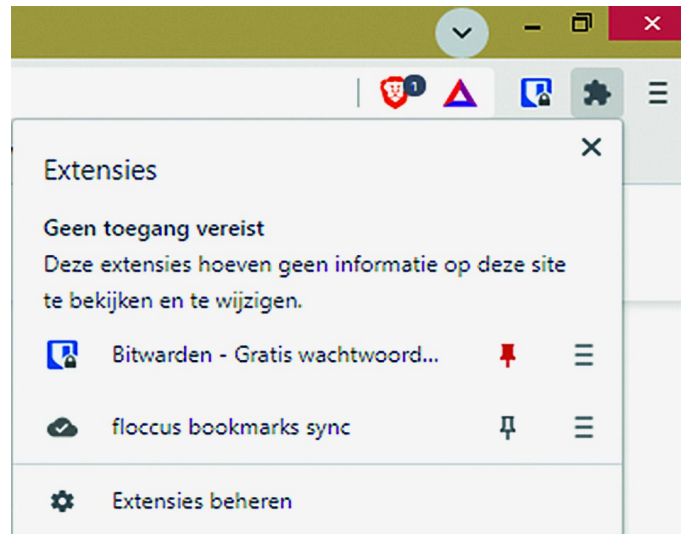 1
Extensies
Geen toegang vereist
Deze extensies hoeven geen informatie op deze site
te bekijken en te wijzigen.
Bitwarden - Gratis wachtwoord...
floccus bookmarks sync
Extensies beheren